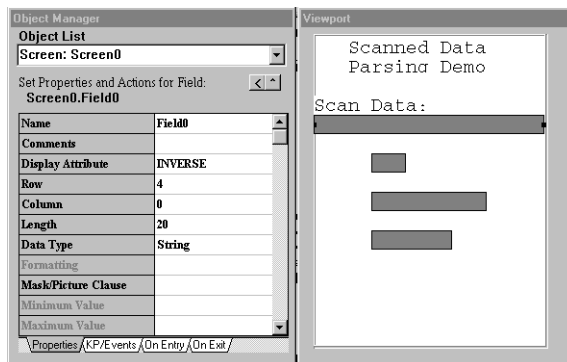 Object Manager
Object List
Screen: Screen0
Set Properties and Actions for Field:
Screen0.Field0
Name Field0
Comments
Display Attribute INVERSE
Row 4
Column 0
Length 20
Data Type String
Formatting
Mask/Picture Clause
Minimum Value
Maximum Value
Properties KP/Events On Entry On Exit
Viewport
Scanned Data
Parsing Demo
Scan Data: